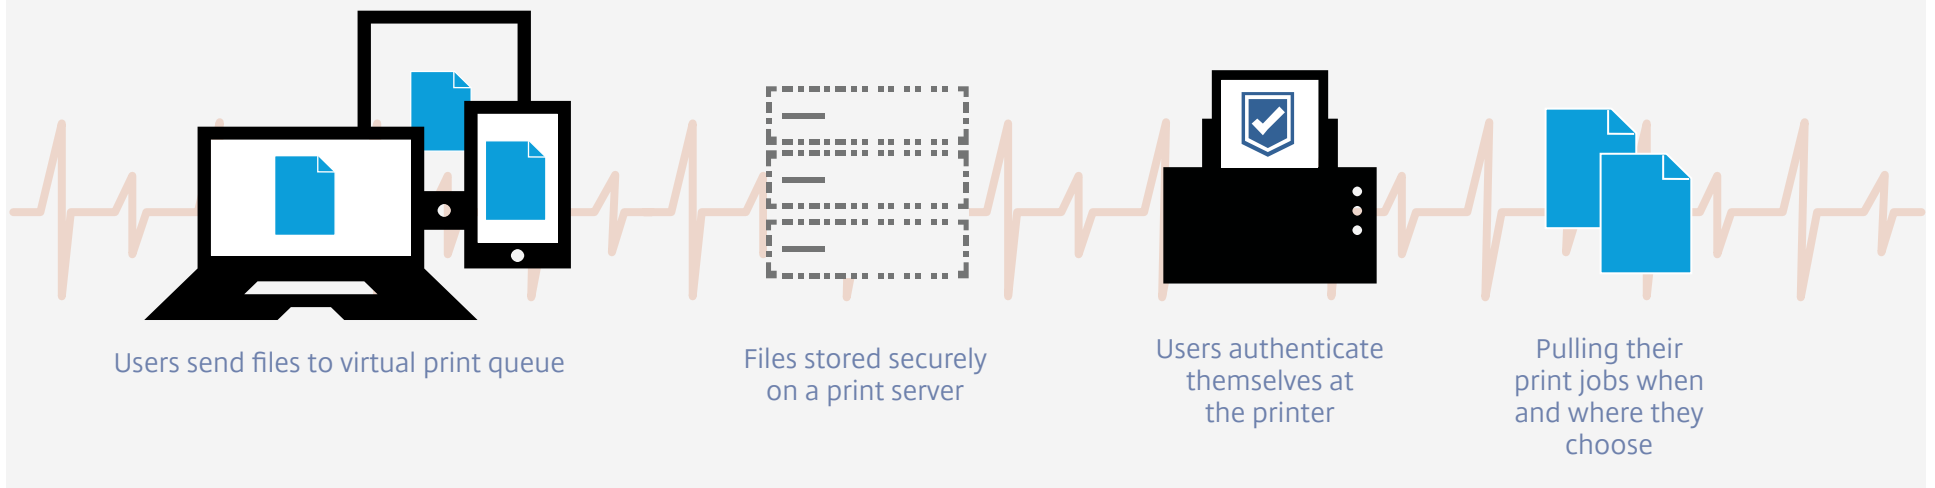 Users send files to virtual print queue
Files stored securely
on a print server
Users authenticate
themselves at
the printer
Pulling their
print jobs when
and where they
choose